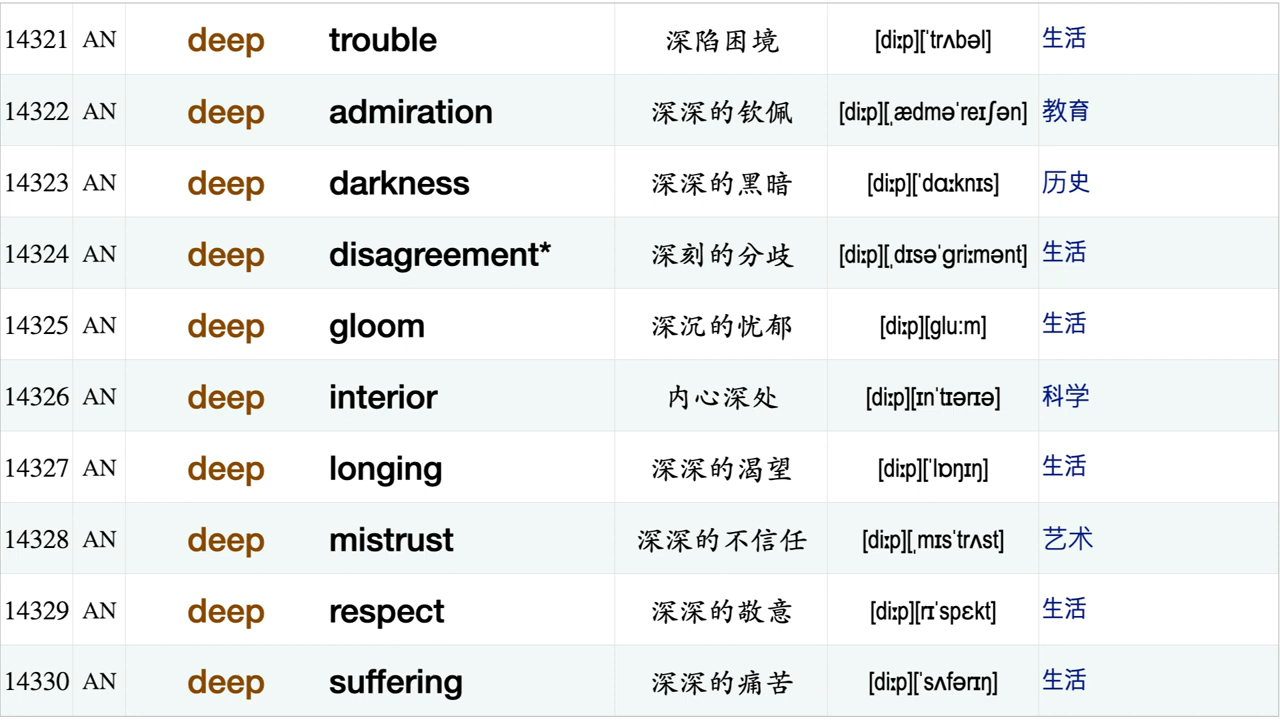 14321 AN deep trouble 深陷困境 [diːp][ˈtrʌbəl] 生活
14322 AN deep admiration 深深的钦佩 [diːp][ˌædməˈreɪʃən] 教育
14323 AN deep darkness 深深的黑暗 [diːp][ˈdɑːknɪs] 历史
14324 AN deep disagreement* 深刻的分歧 [diːp][ˌdɪsəˈɡriːmənt] 生活
14325 AN deep gloom 深沉的忧郁 [diːp][glu:m] 生活
14326 AN deep interior 内心深处 [diːp][ɪnˈtɪərɪə] 科学
14327 AN deep longing 深深的渴望 [diːp][ˈlɒŋɪŋ] 生活
14328 AN deep mistrust 深深的不信任 [diːp][ˌmɪsˈtrʌst] 艺术
14329 AN deep respect 深深的敬意 [diːp][rɪˈspɛkt] 生活
14330 AN deep suffering 深深的痛苦 [diːp][ˈsʌfərɪŋ] 生活